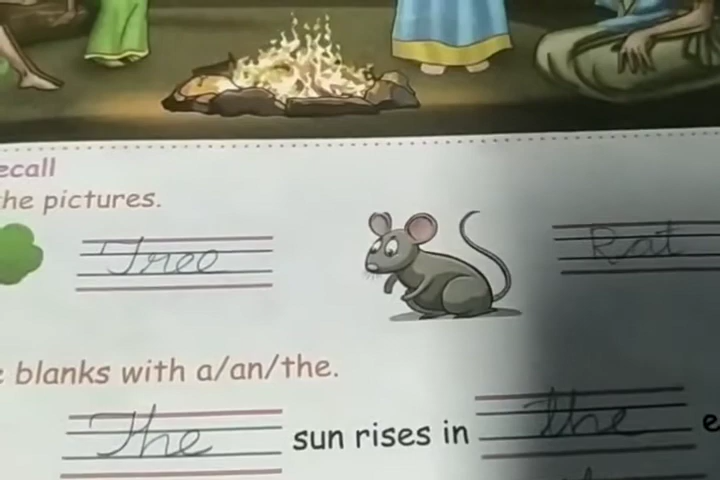 ecall
he pictures.
Tree Rat
blanks with a/an/the.
The sun rises in the e